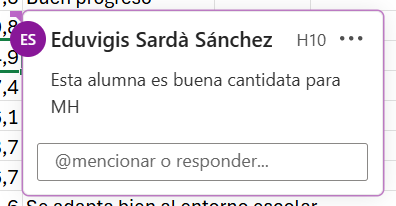 Buen progreso
ES Eduvigis Sardà Sánchez H10
Esta alumna es buena cantidata para
MH
@mencionar o responder...
Se adapta bien al entorno escolar